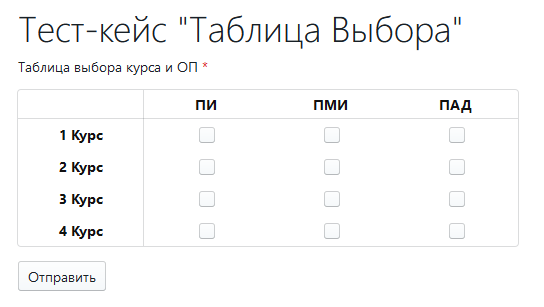 Тест-кейс "Таблица Выбора"
Таблица выбора курса и ОП *
ПИ ПМИ ПАД
1 Курс
2 Курс
3 Курс
4 Курс
Отправить